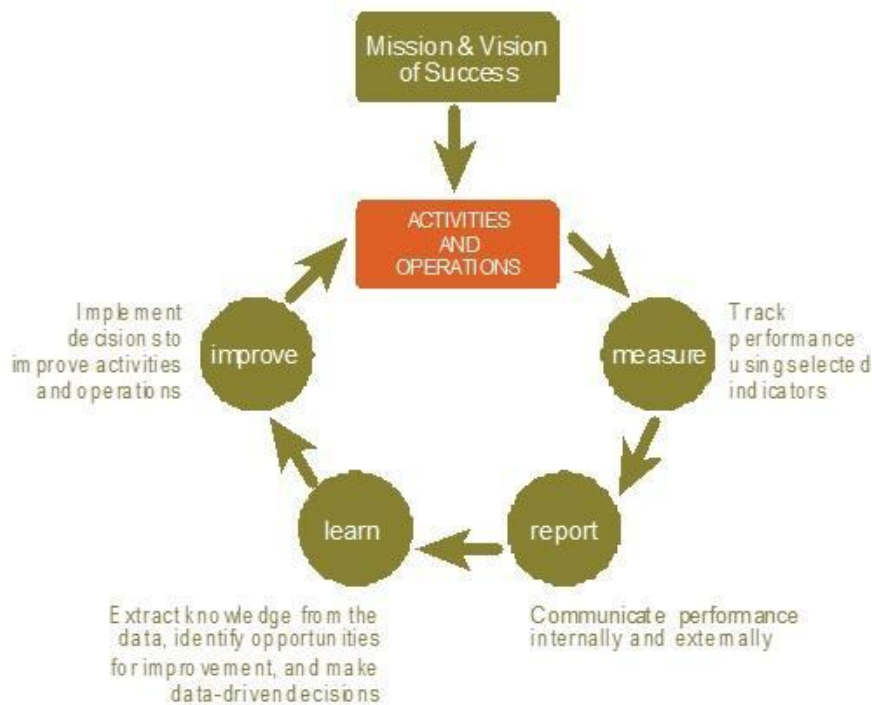 Mission & Vision
of Success
ACTIVITIES
AND
OPERATIONS
measure
Track
performance
using selected
indicators
report
Communicate performance
internally and externally
learn
Extract knowledge from the
data, identify opportunities
for improvement, and make
data-driven decisions
improve
Implement
decisions to
improve activities
and operations